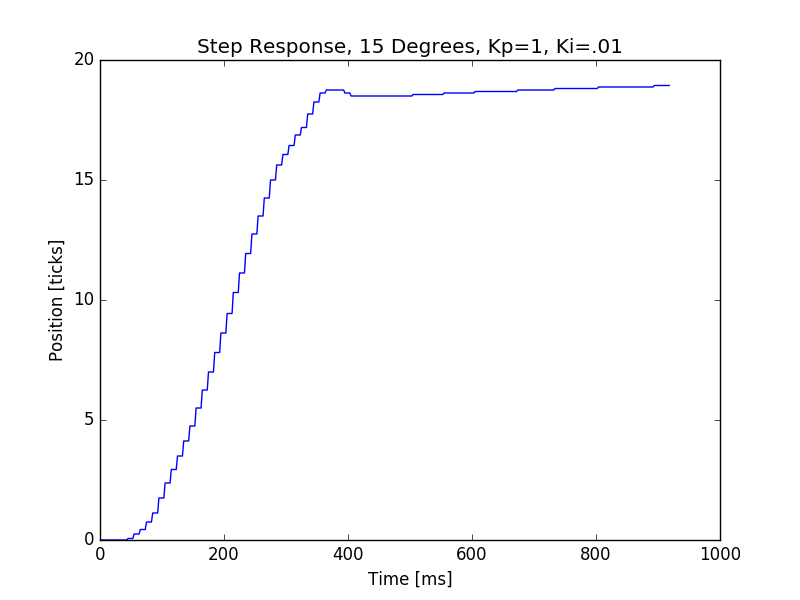 Step Response, 15 Degrees, Kp=1, Ki=.01
20
15
10
5
0
Position [ticks]
0 200 400 600 800 1000
Time [ms]